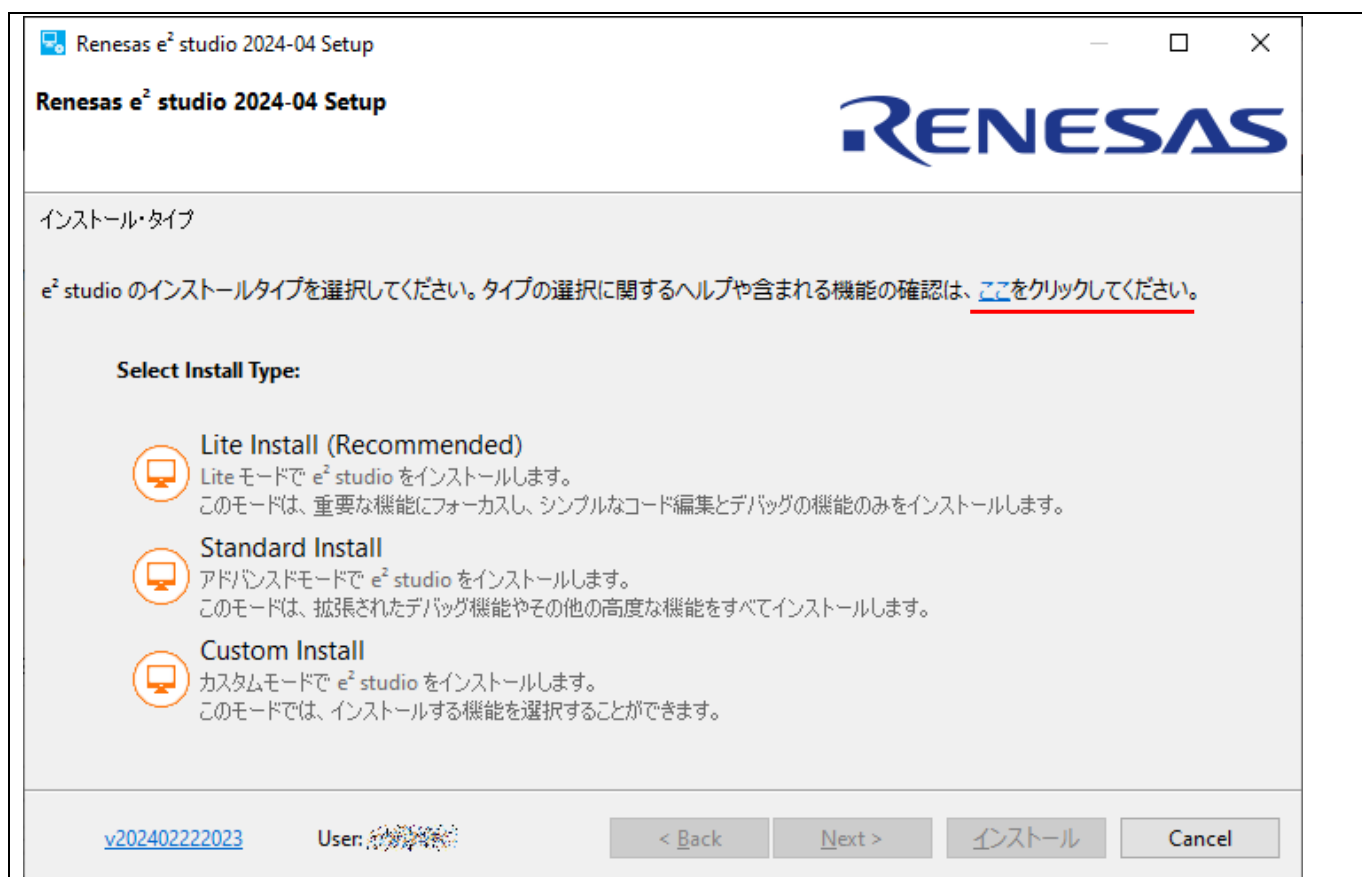 Renesas e² studio 2024-04 Setup
Renesas e² studio 2024-04 Setup
RENESAS
インストール・タイプ
e² studio のインストールタイプを選択してください。タイプの選択に関するヘルプや含まれる機能の確認は、ここをクリックしてください。
Select Install Type:
Lite Install (Recommended)
Lite モードで e² studio をインストールします。
このモードは、重要な機能にフォーカスし、シンプルなコード編集とデバッグの機能のみをインストールします。
Standard Install
アドバンスドモードで e² studio をインストールします。
このモードは、拡張されたデバッグ機能やその他の高度な機能をすべてインストールします。
Custom Install
カスタムモードで e² studio をインストールします。
このモードでは、インストールする機能を選択することができます。
v202402222023 User: < Back Next > インストール Cancel